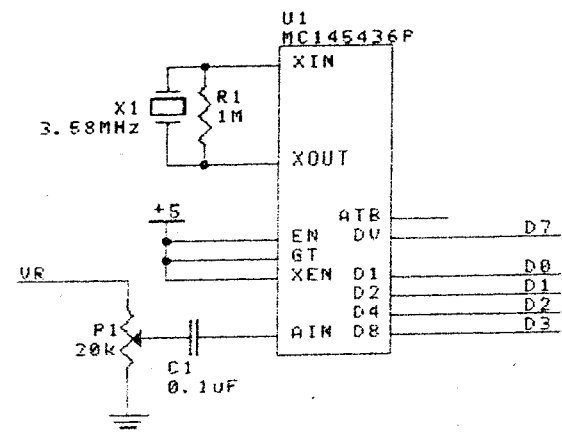 U1
MC145436P
XIN
X1
3.58MHz
R1
1M
XOUT
+5
ATB
EN
DV
D7
GT
XEN
D1
D0
D2
D1
D4
D2
AIN
D8
D3
VR
P1
20k
C1
0.1uF